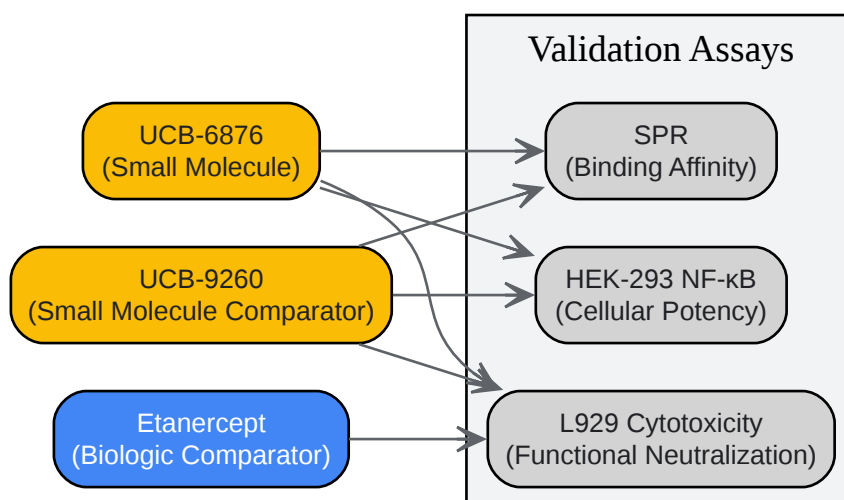 Validation Assays
UCB-6876
(Small Molecule)
SPR
(Binding Affinity)
UCB-9260
(Small Molecule Comparator)
HEK-293 NF-κB
(Cellular Potency)
Etanercept
(Biologic Comparator)
L929 Cytotoxicity
(Functional Neutralization)